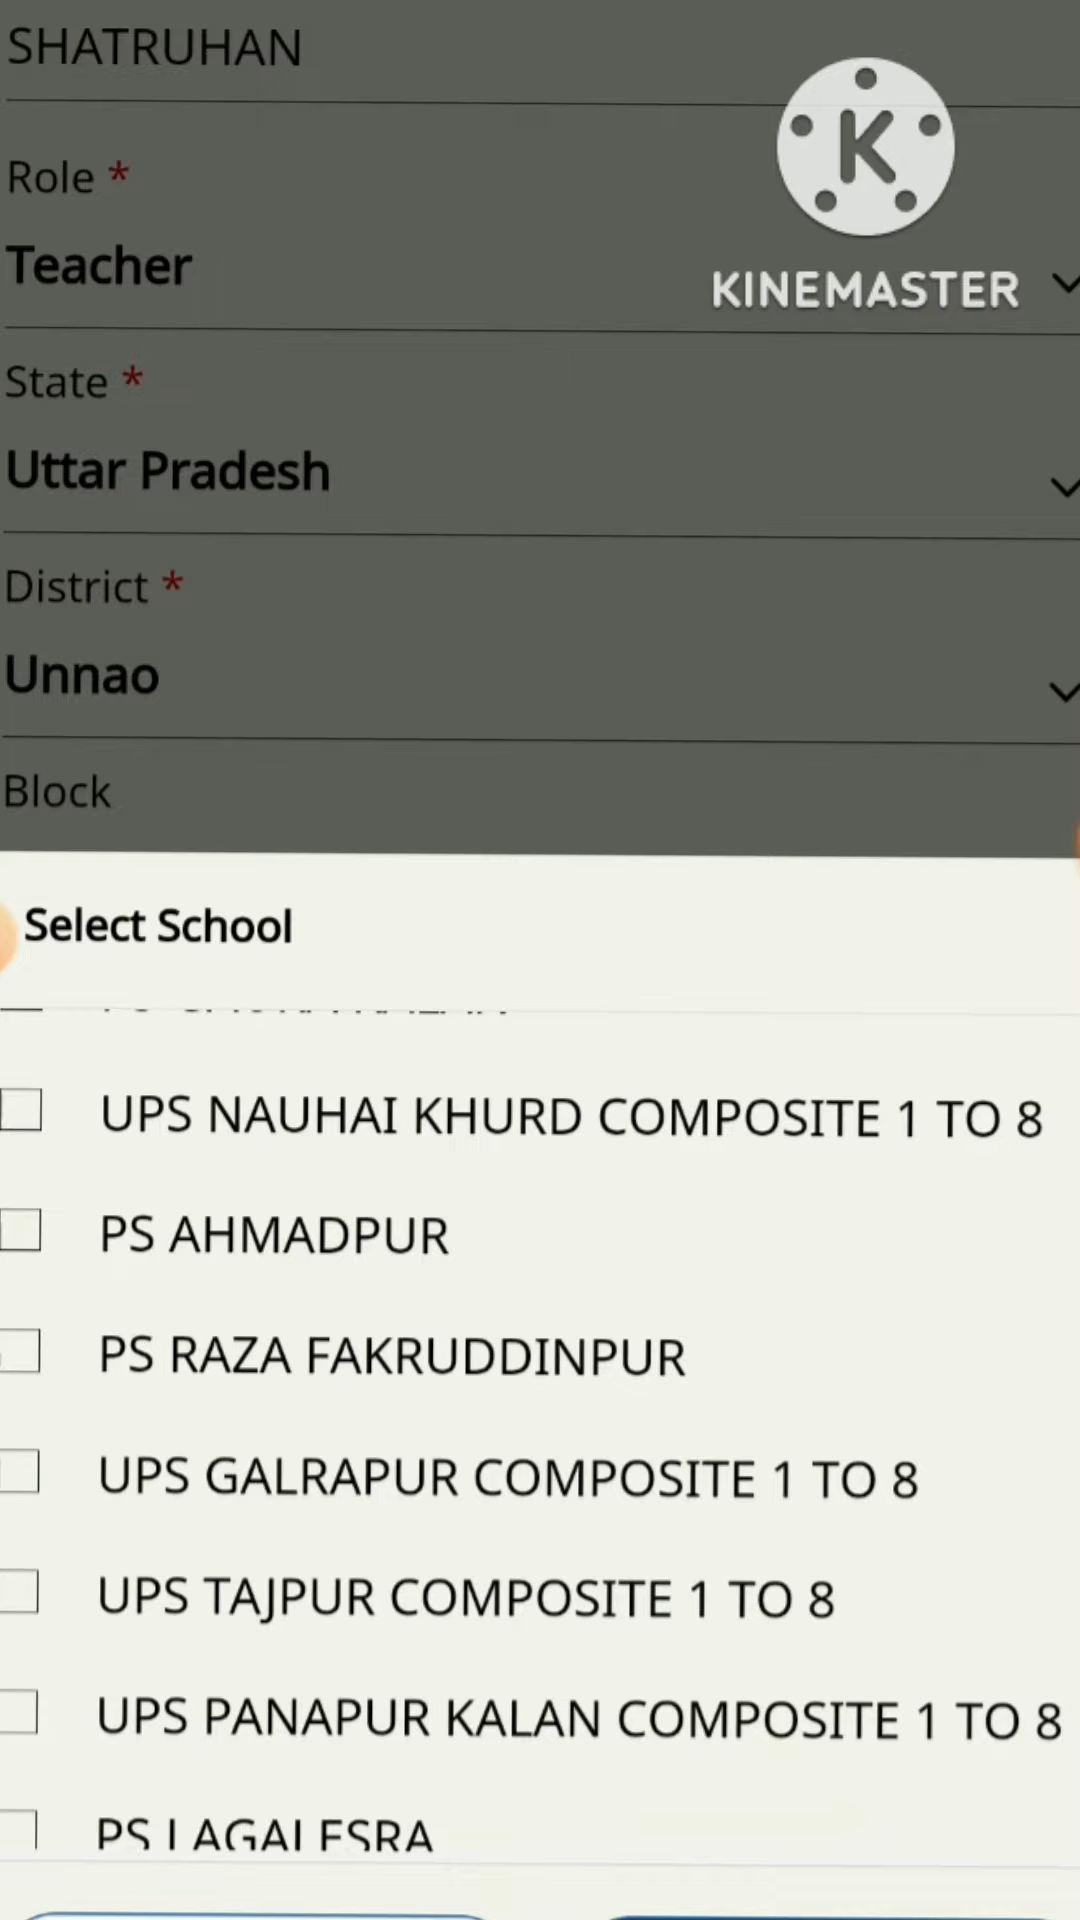 SHATRUHAN
Role *
Teacher
KINEMASTER
State *
Uttar Pradesh
District *
Unnao
Block
Select School
UPS NAUHAI KHURD COMPOSITE 1 TO 8
PS AHMADPUR
PS RAZA FAKRUDDINPUR
UPS GALRAPUR COMPOSITE 1 TO 8
UPS TAJPUR COMPOSITE 1 TO 8
UPS PANAPUR KALAN COMPOSITE 1 TO 8
PS LAGALESRA